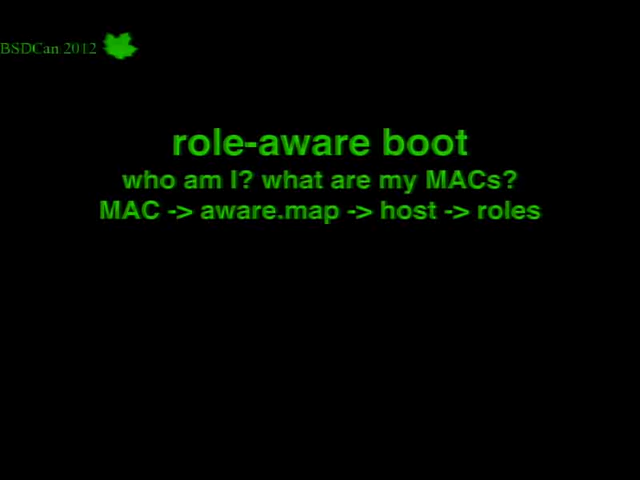 BSDCan 2012
role-aware boot
who am I? what are my MACs?
MAC -> aware.map -> host -> roles